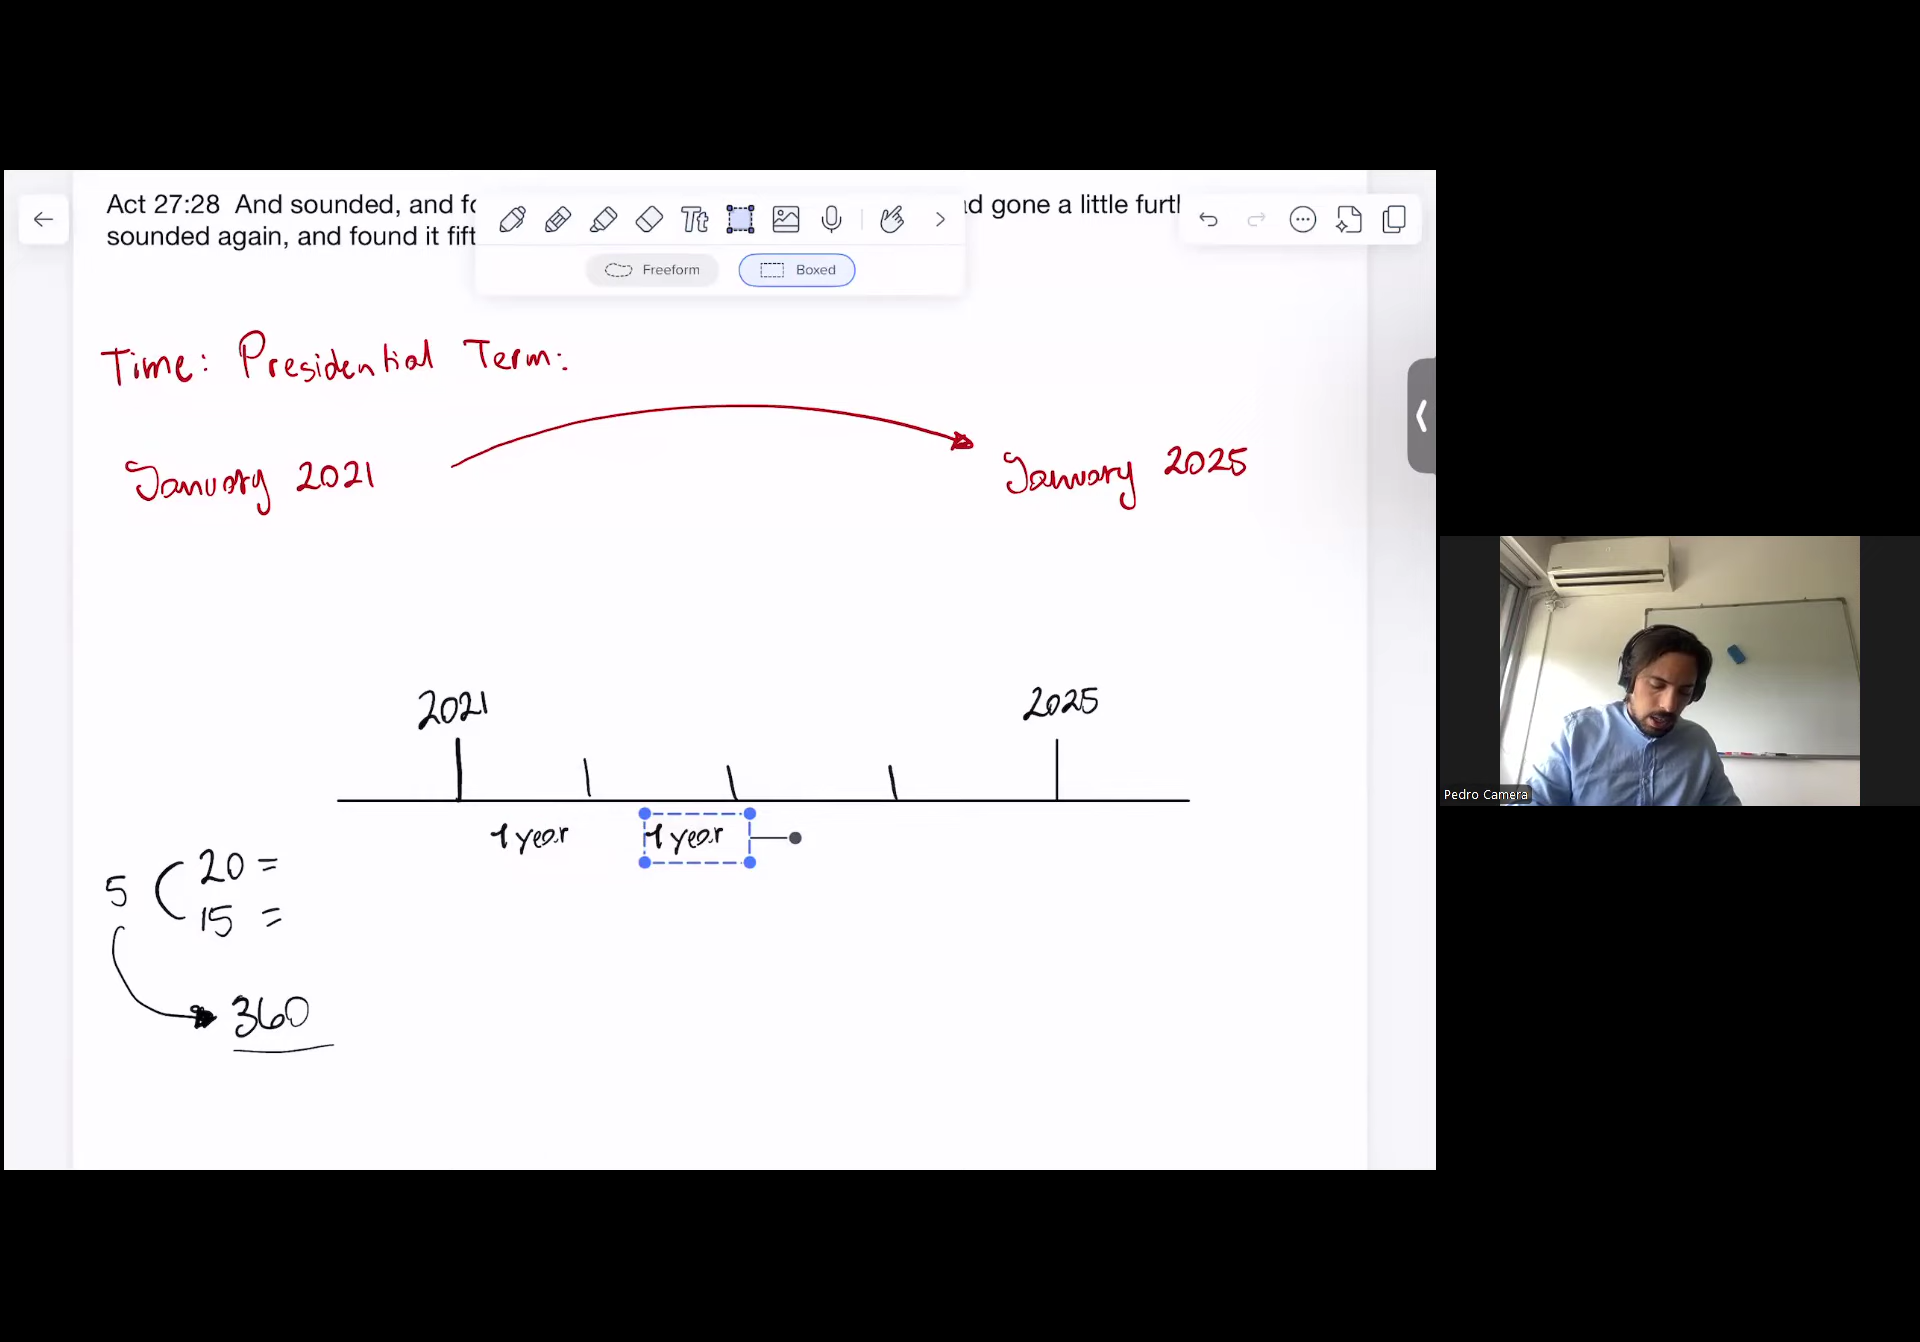 Act 27:28 And sounded, and fo
d gone a little furtl
sounded again, and found it fift
Tt
Freeform
Boxed
Time: Presidential Term:
January 2021
January 2025
2021
2025
1 year
1 year
5
20 =
15 =
360
Pedro Camera